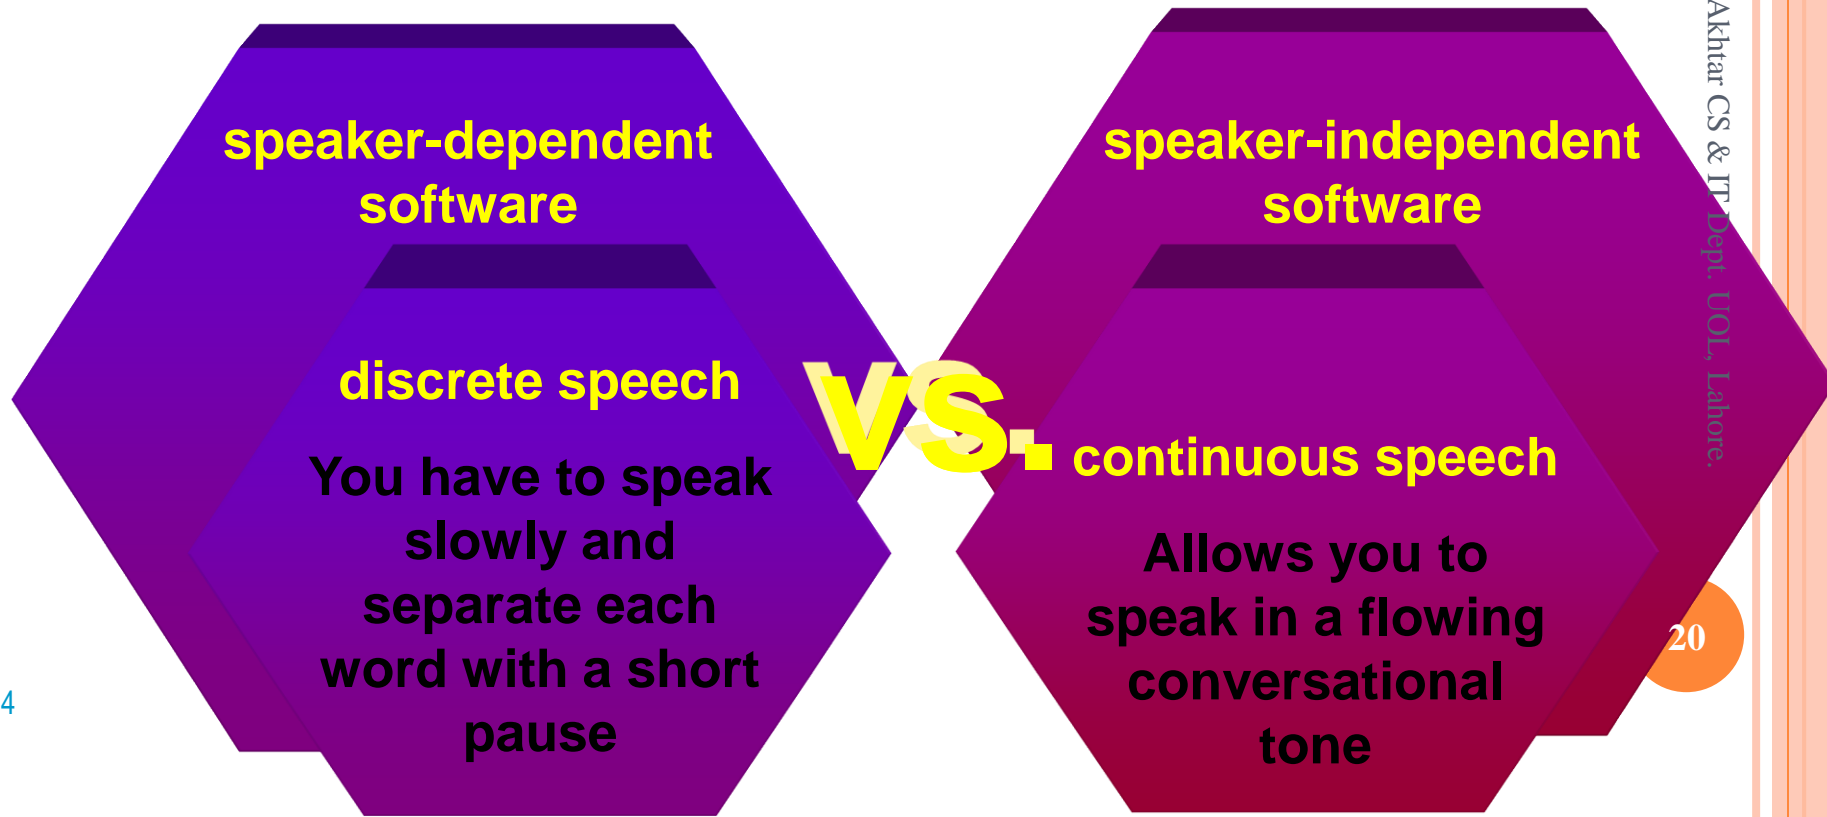 speaker-dependent
software
discrete speech
You have to speak
slowly and
separate each
word with a short
pause
vs.
speaker-independent
software
continuous speech
Allows you to
speak in a flowing
conversational
tone
Akhtar CS & IT Dept. UOL, Lahore.
20
4